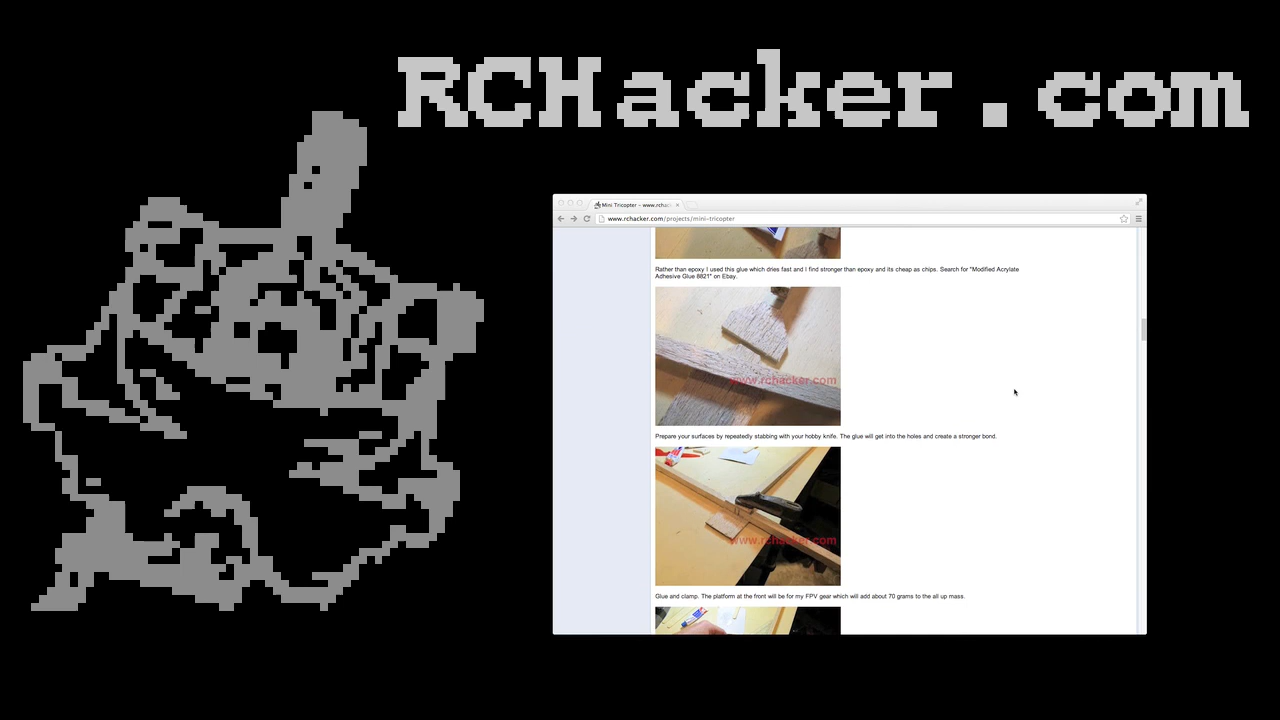 RCHacker.com
Mini Tricopter – www.rchac
www.rchacker.com/projects/mini-tricopter
Rather than epoxy I used this glue which dries fast and I find stronger than epoxy and its cheap as chips. Search for "Modified Acrylate
Adhesive Glue 8821" on Ebay.
www.rchacker.com
Prepare your surfaces by repeatedly stabbing with your hobby knife. The glue will get into the holes and create a stronger bond.
www.rchacker.com
Glue and clamp. The platform at the front will be for my FPV gear which will add about 70 grams to the all up mass.